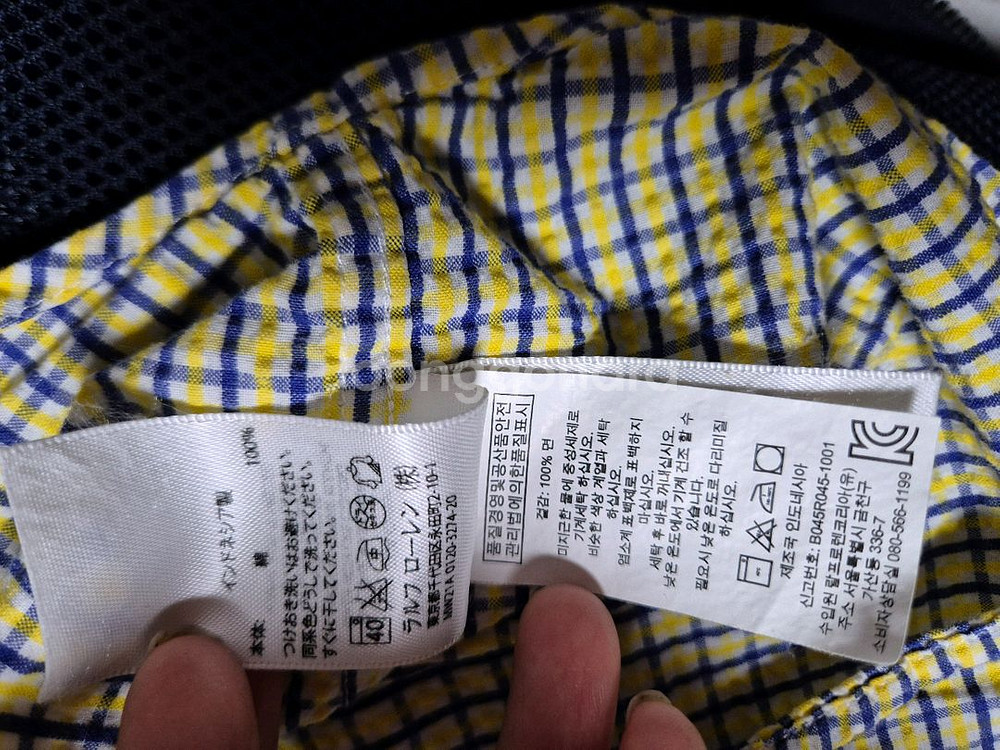 インドネシア製
本体: 綿 100%
つけおき洗いはお避けください。
同系色どうしで洗ってください。
すぐに干してください。
40
ラルフ ローレン ㈱
東京都千代田区永田町2-10-1
0120-3274-20
품질경영및공산품안전
관리법에의한품질표시
겉감: 100% 면
미지근한 물에 중성세제로
기계세탁 하십시오.
비슷한 색상 계열과 세탁
하십시오.
염소계 표백제로 표백하지
마십시오.
세탁 후 바로 꺼내십시오.
낮은 온도에서 기계 건조 할 수
있습니다.
필요시 낮은 온도로 다리미질
하십시오.
제조국 인도네시아
신고번호: B045R045-1001
수입원 랄프로렌코리아(유)
주소 서울특별시 금천구
가산동 336-7
소비자상담실 080-566-1199